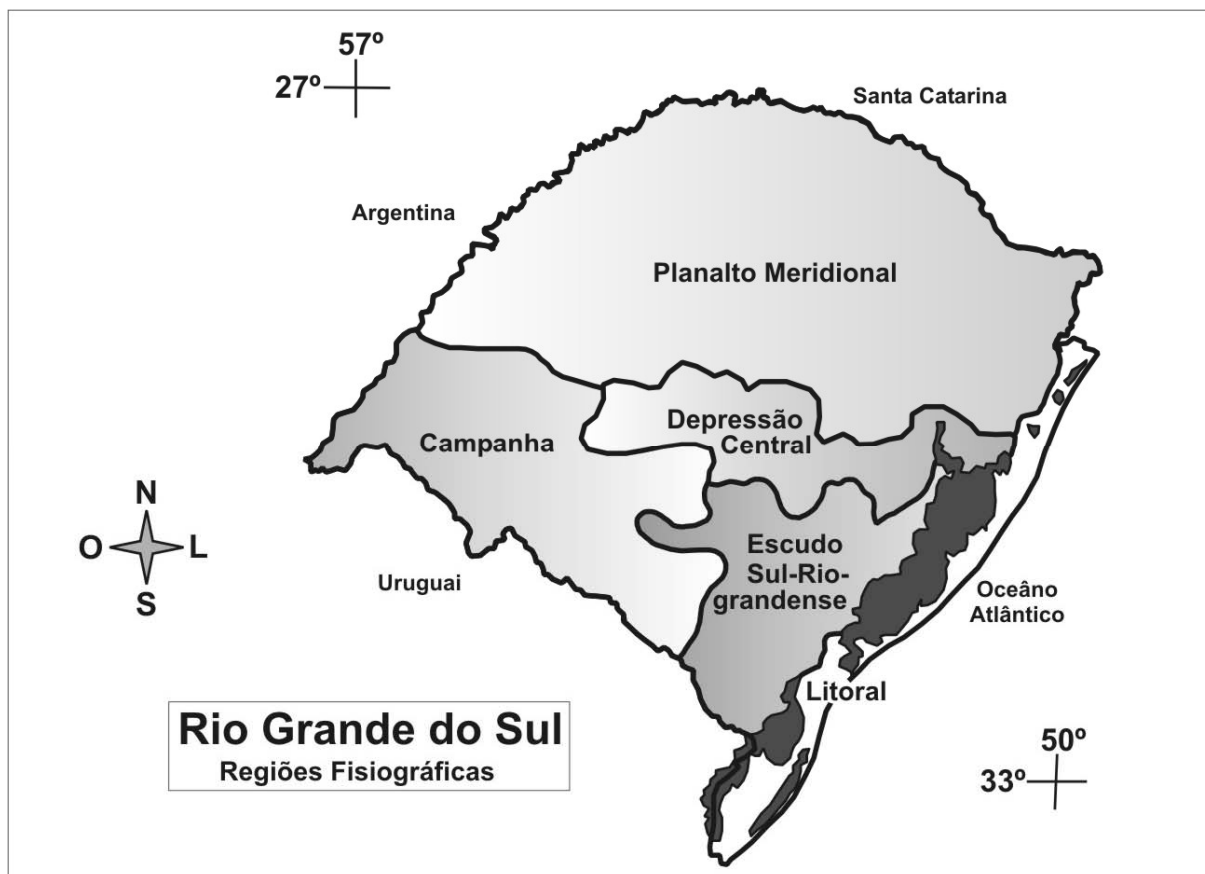 57º
27º
Santa Catarina
Argentina
Planalto Meridional
Depressão
Central
Campanha
N
O
L
S
Escudo
Sul-Rio-
grandense
Uruguai
Oceâno
Atlântico
Litoral
Rio Grande do Sul
Regiões Fisiográficas
50º
33º